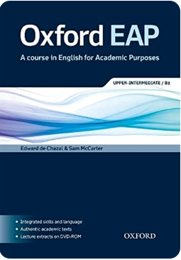 Oxford EAP
A course in English for Academic Purposes
UPPER-INTERMEDIATE / B2
Edward de Chazal & Sam McCarter
• Integrated skills and language
• Authentic academic texts
• Lecture extracts on DVD-ROM
OXFORD